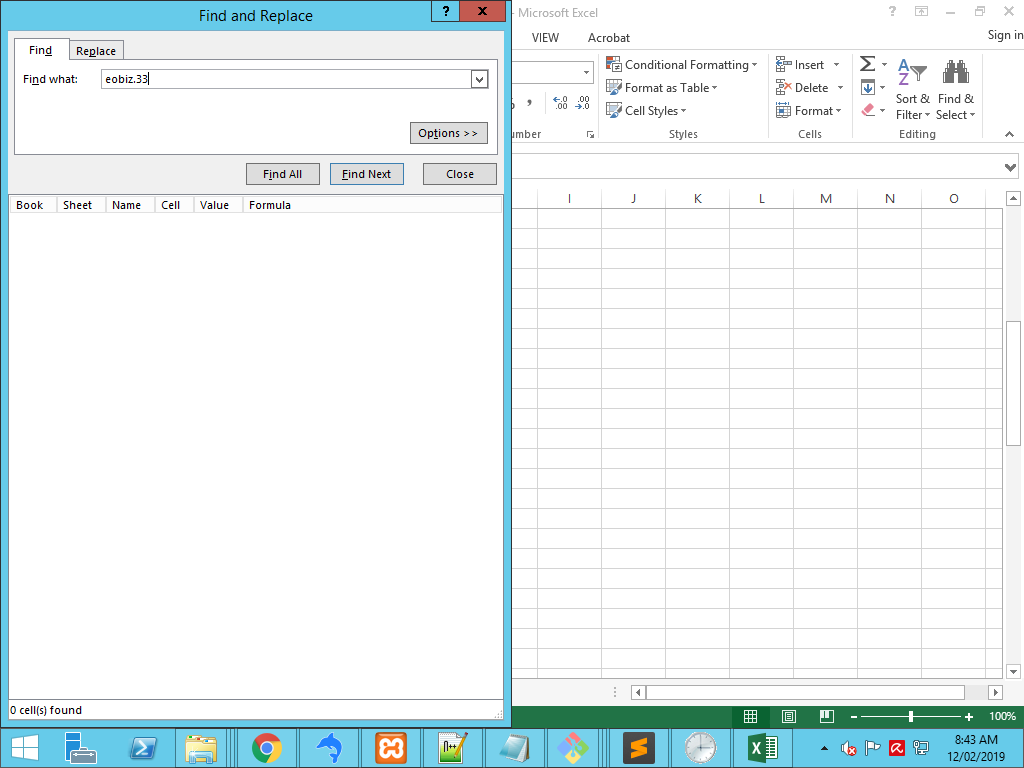 Find and Replace
? X
Find Replace
Find what: eobiz.33
Options >>
Find All Find Next Close
Book Sheet Name Cell Value Formula
0 cell(s) found
- Microsoft Excel
?
VIEW Acrobat Sign in
Conditional Formatting
Format as Table
Cell Styles
Styles
Insert
Delete
Format
Cells
Sort & Filter
Find & Select
Editing
I J K L M N O
100%
8:43 AM
12/02/2019